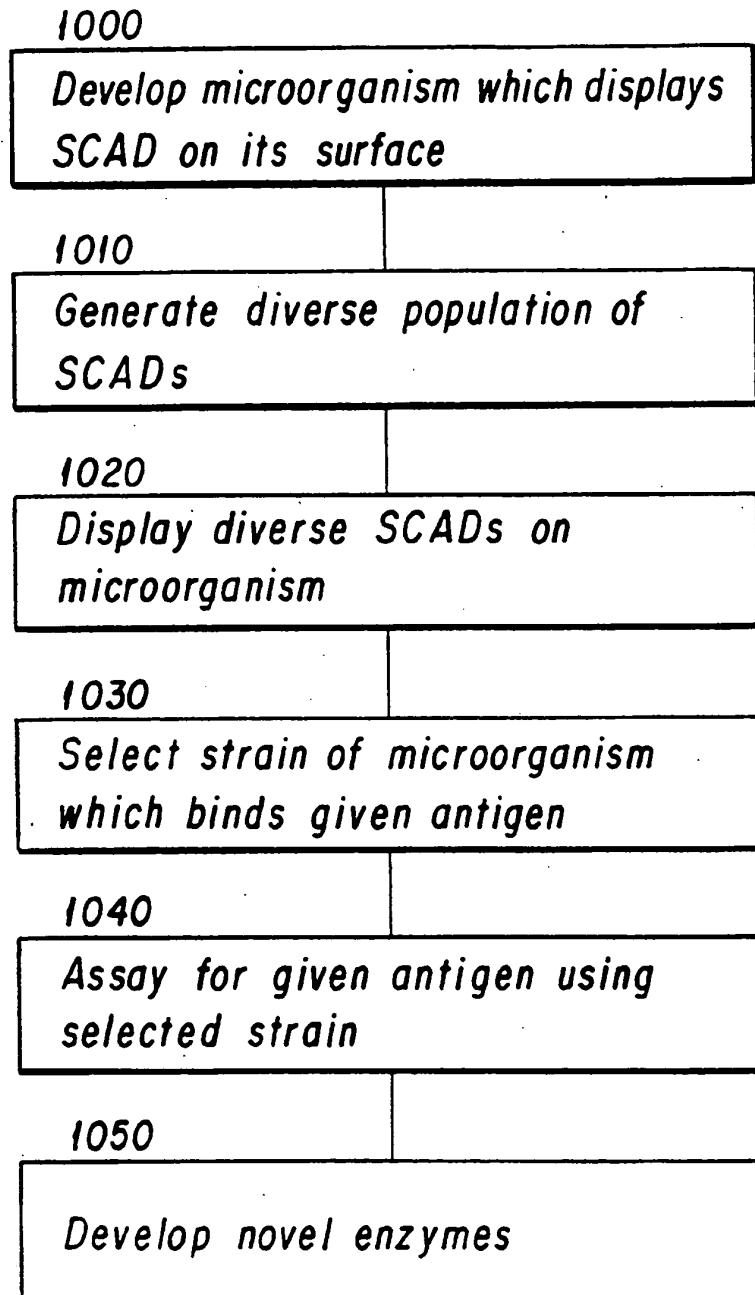 1000
Develop microorganism which displays
SCAD on its surface
1010
Generate diverse population of
SCADs
1020
Display diverse SCADs on
microorganism
1030
Select strain of microorganism
which binds given antigen
1040
Assay for given antigen using
selected strain
1050
Develop novel enzymes